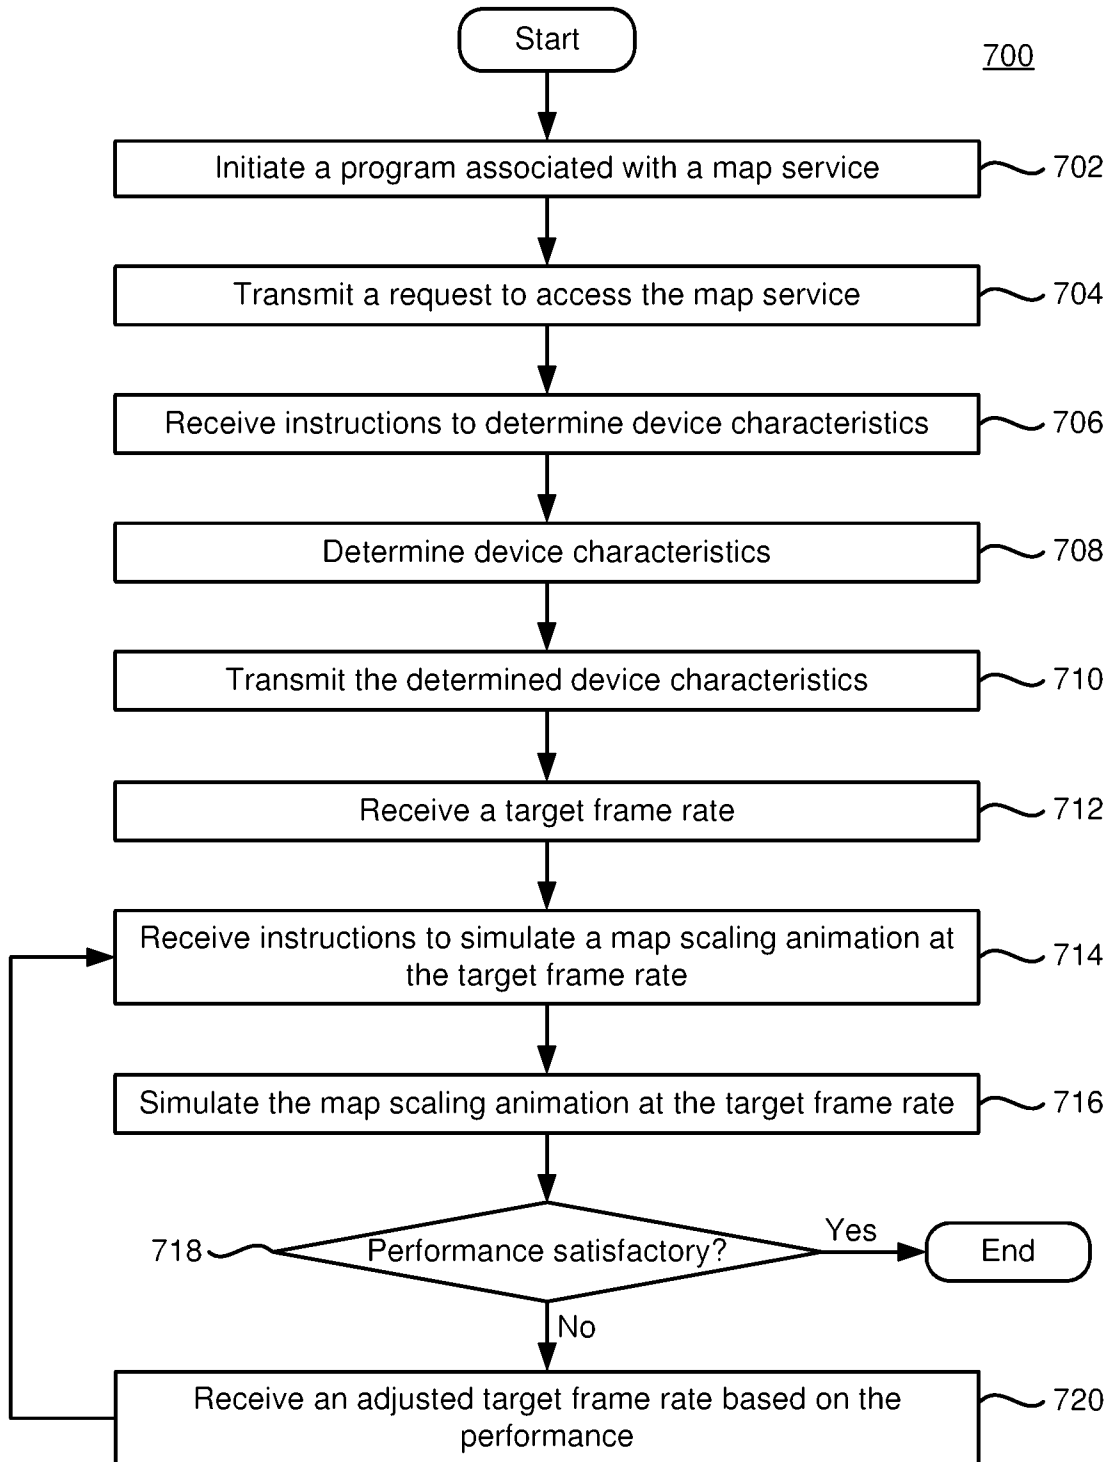 Start
700
Initiate a program associated with a map service
702
Transmit a request to access the map service
704
Receive instructions to determine device characteristics
706
Determine device characteristics
708
Transmit the determined device characteristics
710
Receive a target frame rate
712
Receive instructions to simulate a map scaling animation at
the target frame rate
714
Simulate the map scaling animation at the target frame rate
716
718
Performance satisfactory?
Yes
End
No
Receive an adjusted target frame rate based on the
performance
720